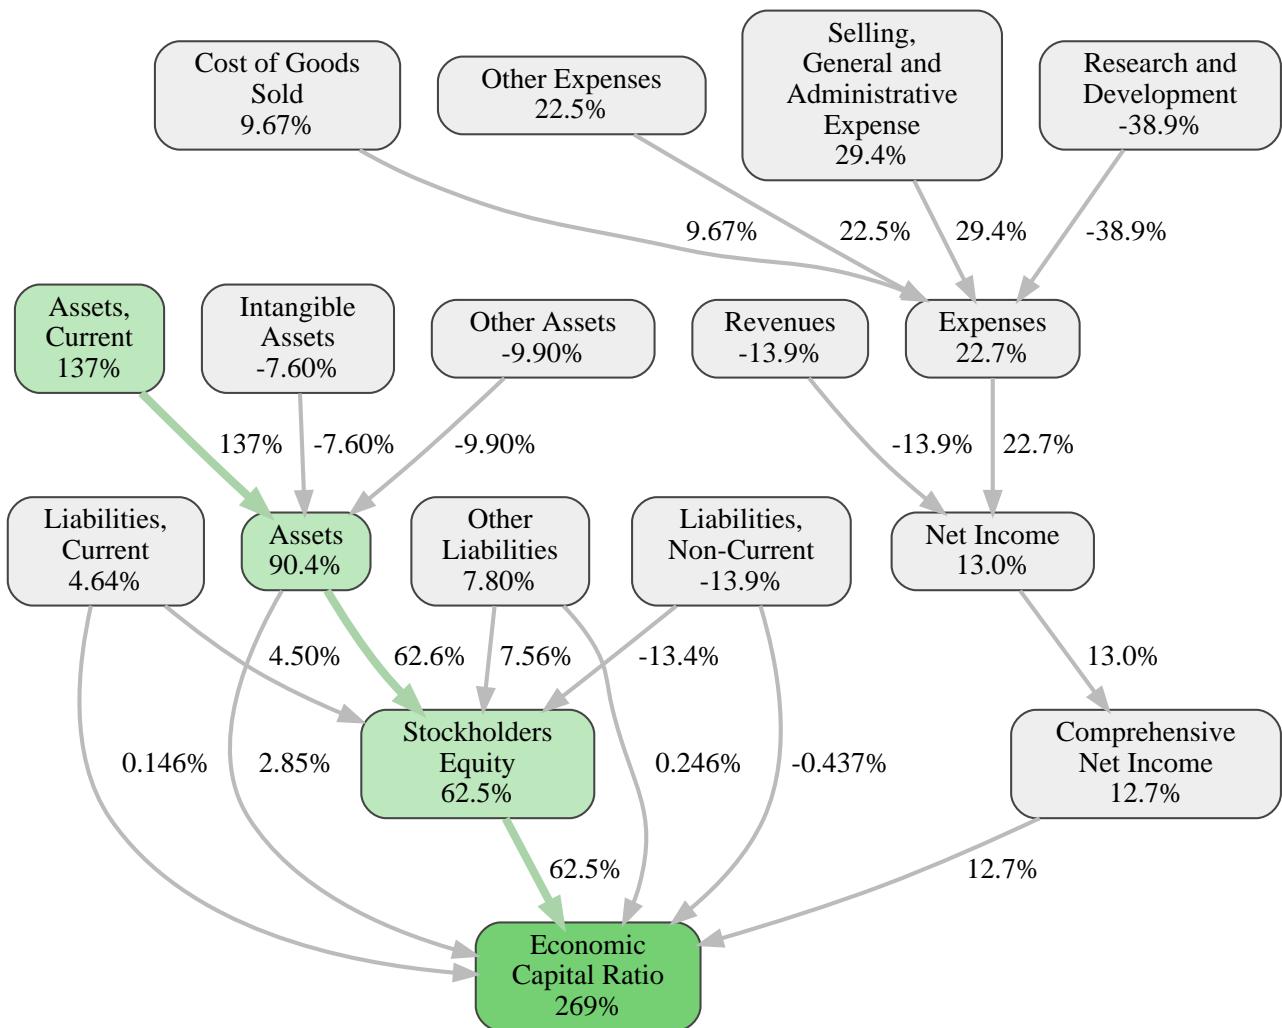 Cost of Goods
Sold
9.67%
Other Expenses
22.5%
Selling,
General and
Administrative
Expense
29.4%
Research and
Development
-38.9%
9.67%
22.5%
29.4%
-38.9%
Assets,
Current
137%
Intangible
Assets
-7.60%
Other Assets
-9.90%
Revenues
-13.9%
Expenses
22.7%
137%
-7.60%
-9.90%
-13.9%
22.7%
Liabilities,
Current
4.64%
Assets
90.4%
Other
Liabilities
7.80%
Liabilities,
Non-Current
-13.9%
Net Income
13.0%
4.50%
62.6%
7.56%
-13.4%
13.0%
Stockholders
Equity
62.5%
Comprehensive
Net Income
12.7%
0.146%
2.85%
0.246%
-0.437%
62.5%
12.7%
Economic
Capital Ratio
269%